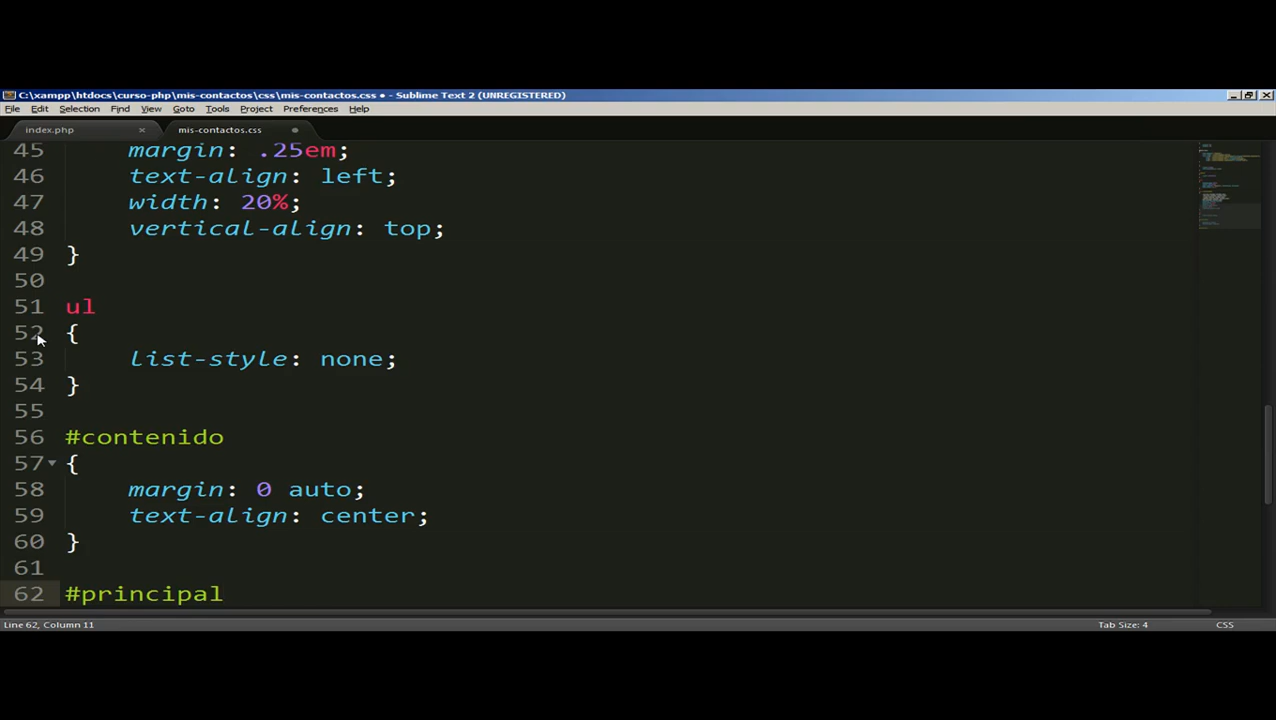 C:\xampp\htdocs\curso-php\mis-contactos\css\mis-contactos.css • - Sublime Text 2 (UNREGISTERED)
File Edit Selection Find View Goto Tools Project Preferences Help
index.php mis-contactos.css
45 margin: .25em;
46 text-align: left;
47 width: 20%;
48 vertical-align: top;
49 }
50
51 ul
52 {
53 list-style: none;
54 }
55
56 #contenido
57 {
58 margin: 0 auto;
59 text-align: center;
60 }
61
62 #principal
Line 62, Column 11 Tab Size: 4 CSS